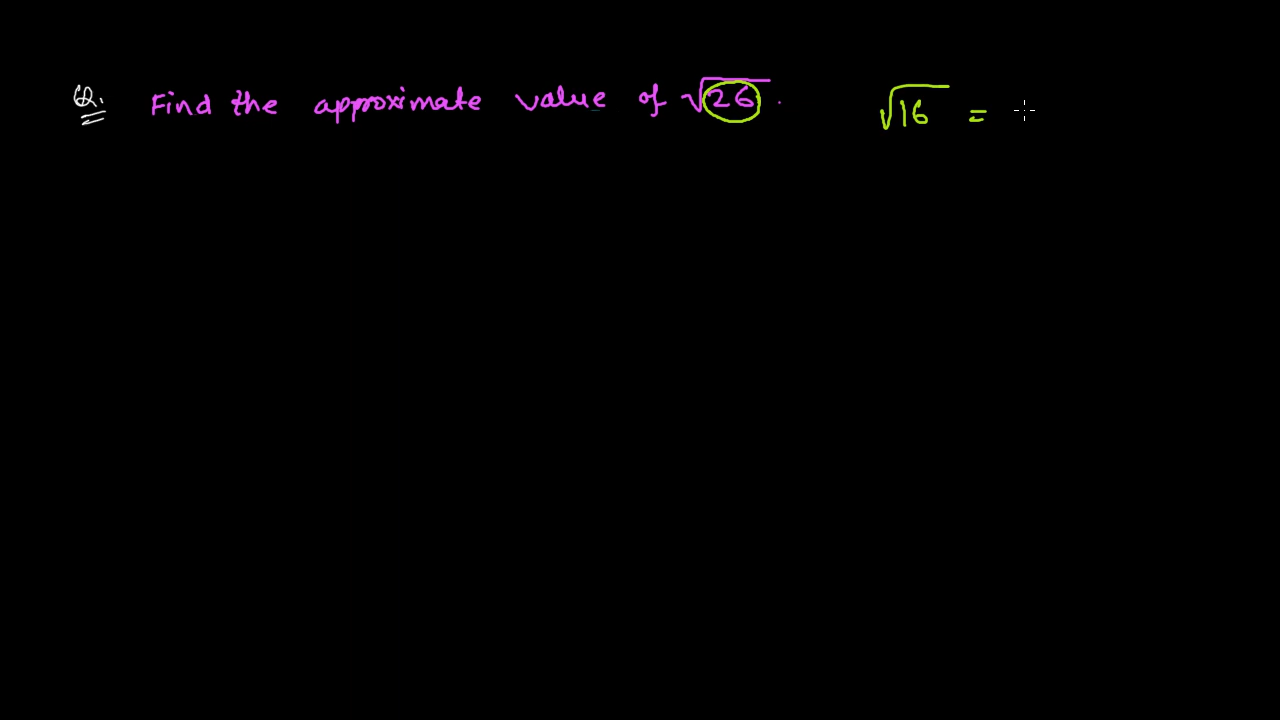 Q. Find the approximate value of √26. √16 =